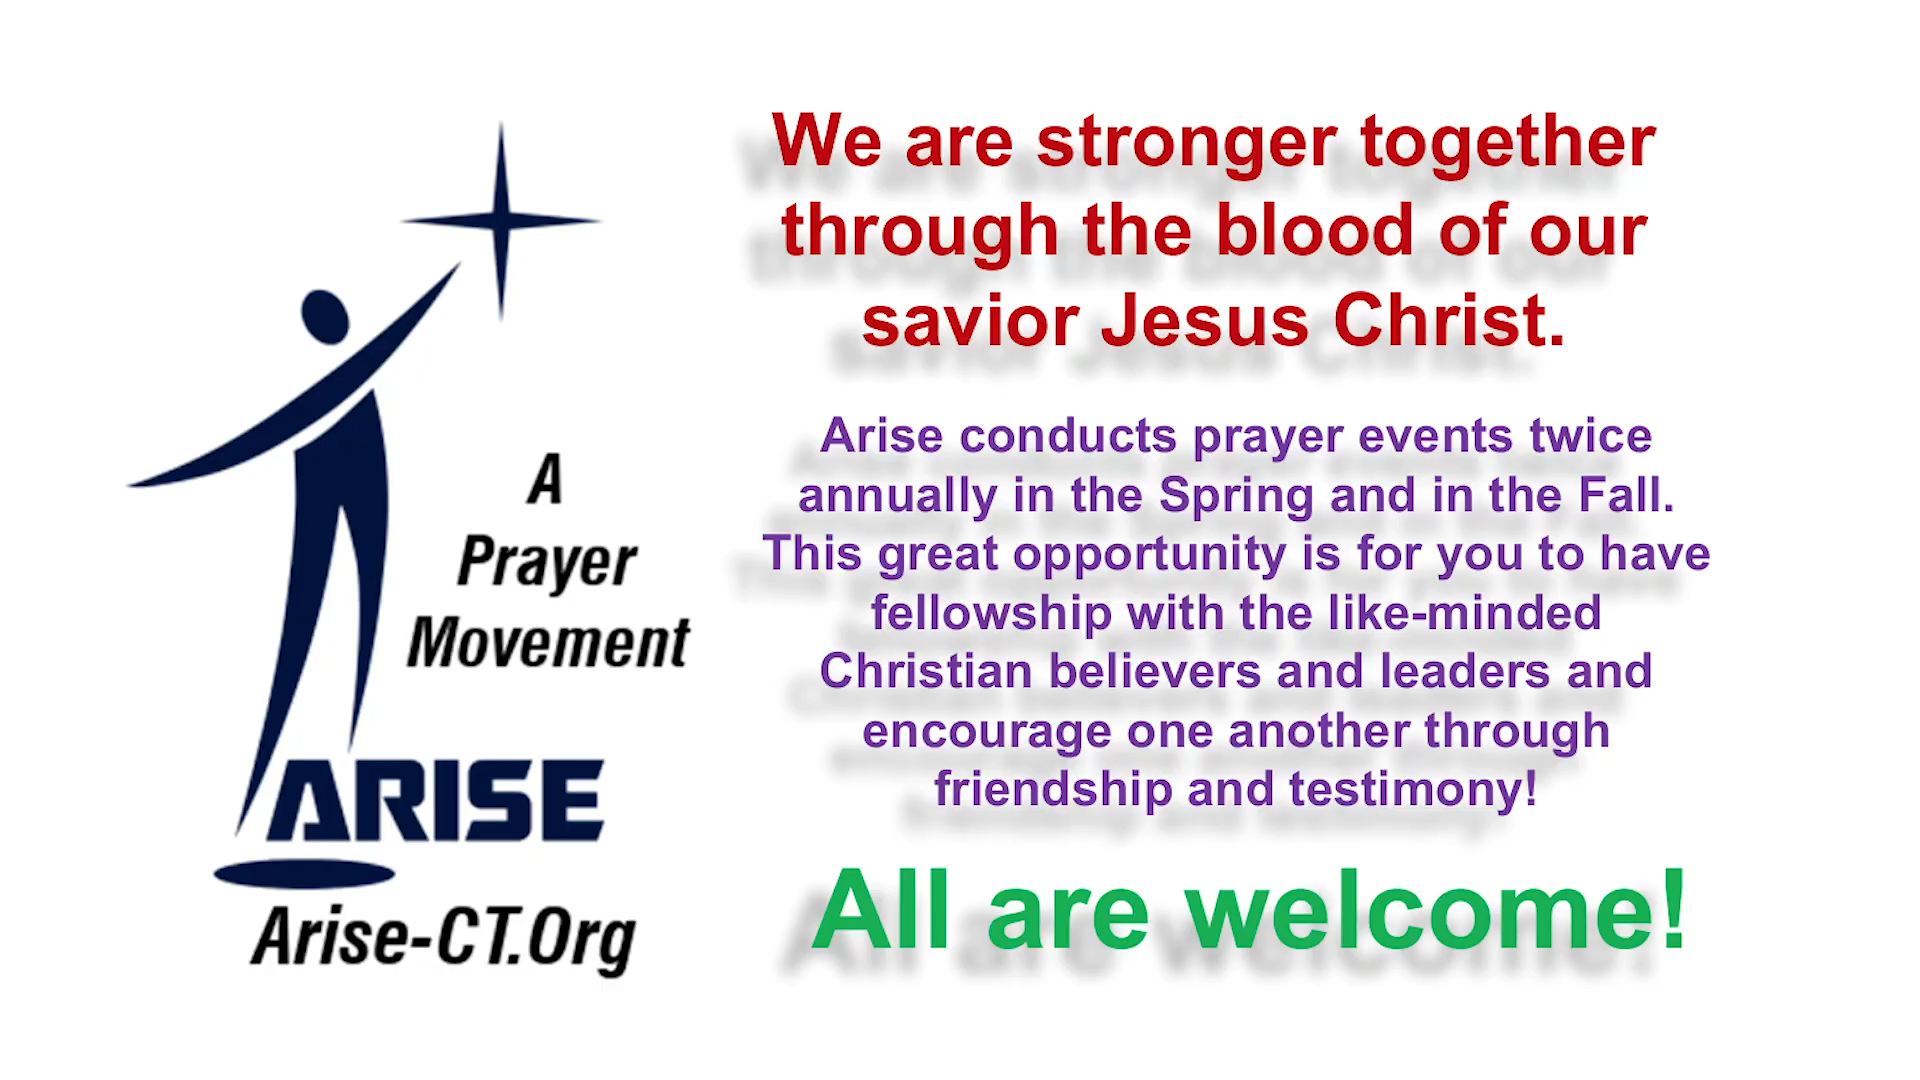 A
Prayer
Movement
ARISE
Arise-CT.Org
We are stronger together
through the blood of our
savior Jesus Christ.
Arise conducts prayer events twice
annually in the Spring and in the Fall.
This great opportunity is for you to have
fellowship with the like-minded
Christian believers and leaders and
encourage one another through
friendship and testimony!
All are welcome!